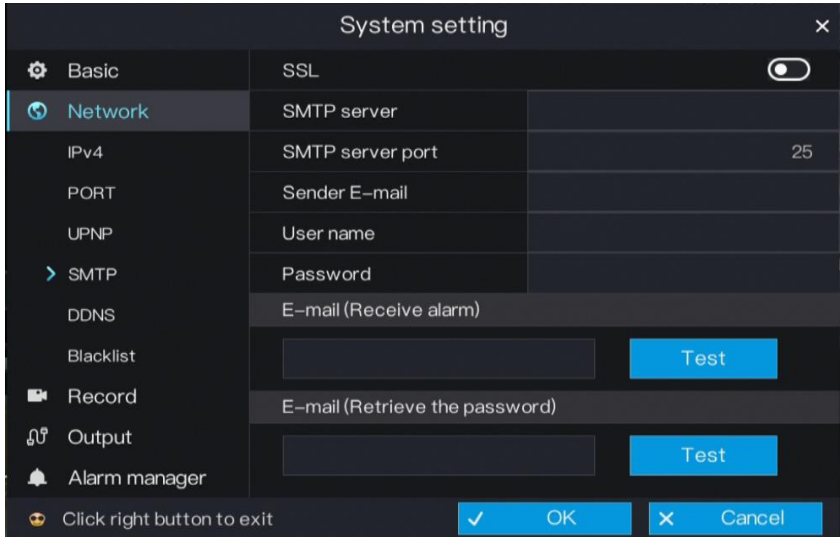 System setting
Basic
SSL
Network
SMTP server
IPv4
SMTP server port 25
PORT
Sender E-mail
UPNP
User name
SMTP
Password
DDNS
E-mail (Receive alarm)
Blacklist
Test
Record
E-mail (Retrieve the password)
Output
Test
Alarm manager
Click right button to exit
OK
Cancel